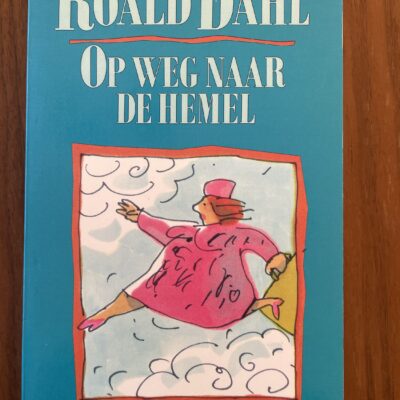 ROALD DAHL
OP WEG NAAR
DE HEMEL